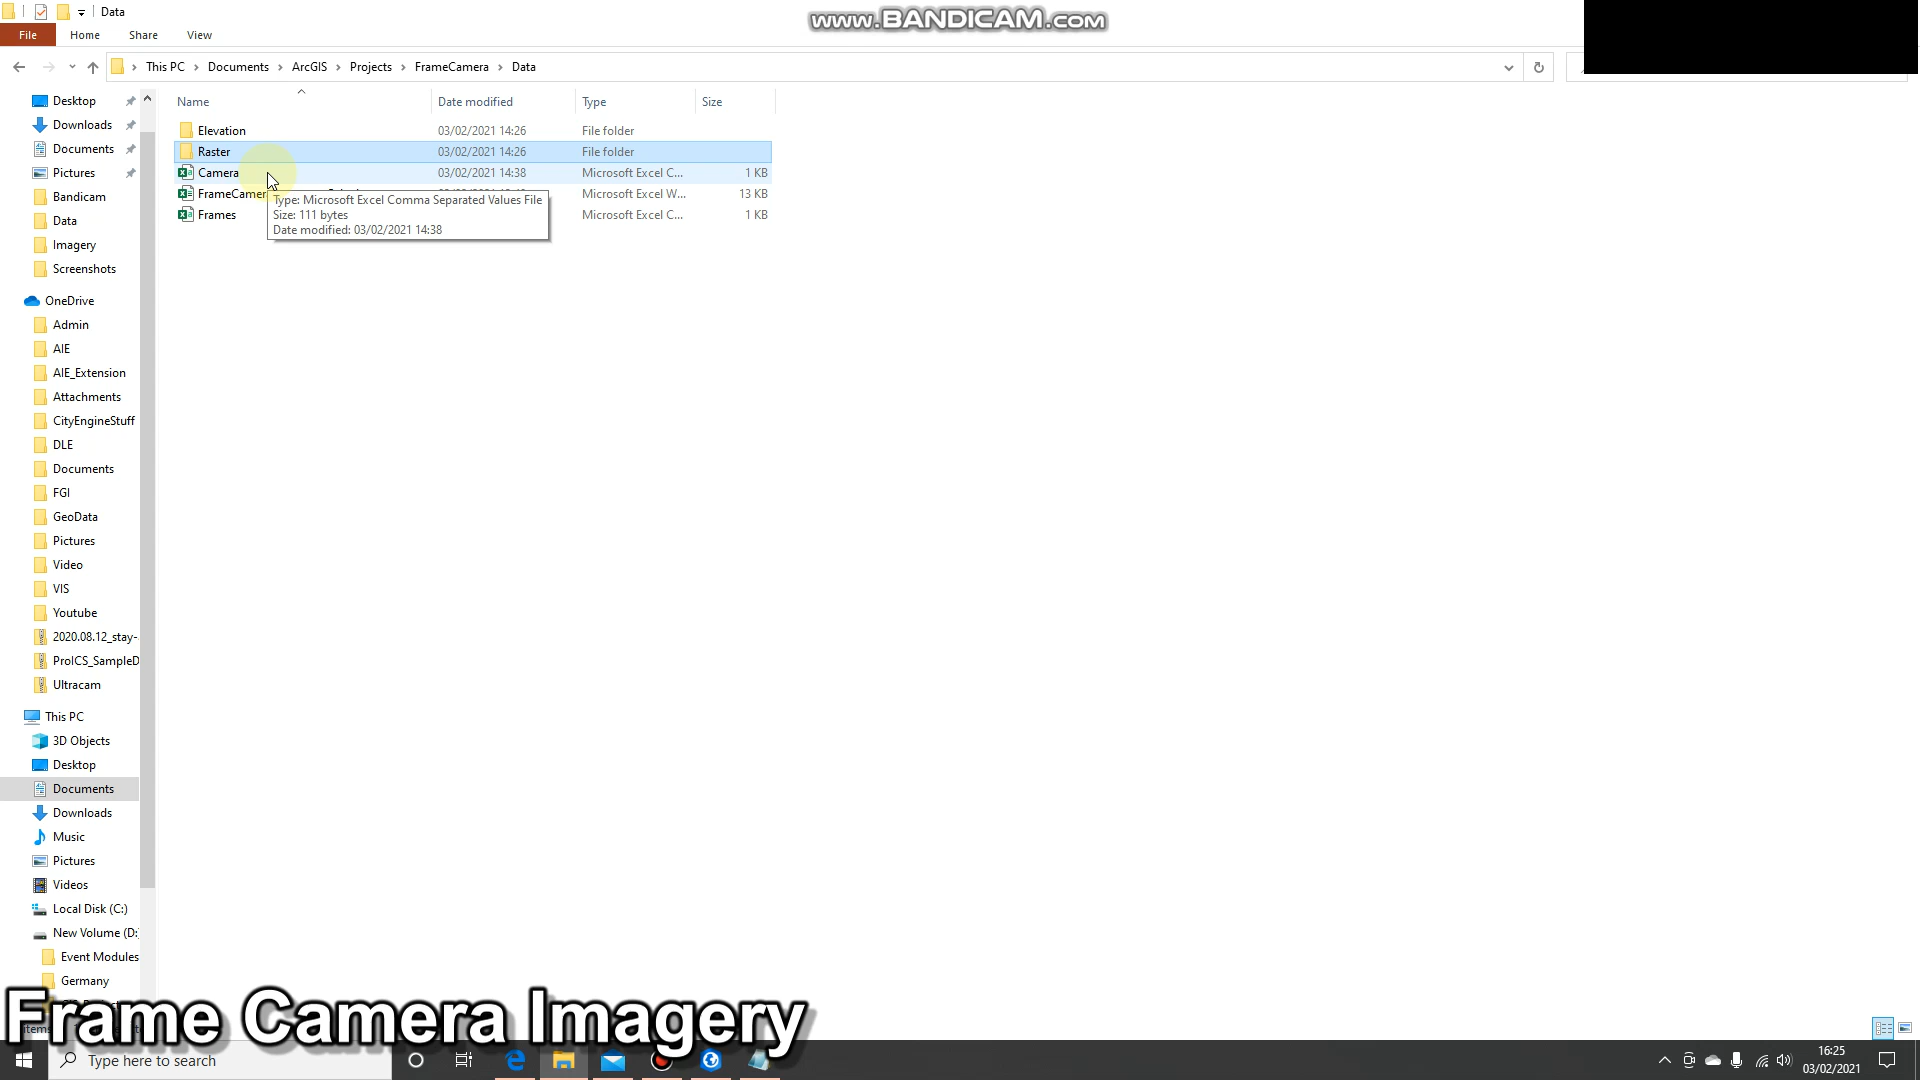 Data
www.BANDICAM.com
File Home Share View
This PC Documents ArcGIS Projects FrameCamera Data
Name Date modified Type Size
Elevation 03/02/2021 14:26 File folder
Raster 03/02/2021 14:26 File folder
Camera 03/02/2021 14:38 Microsoft Excel C... 1 KB
FrameCamer Microsoft Excel W... 13 KB
Frames Microsoft Excel C... 1 KB
Type: Microsoft Excel Comma Separated Values File
Size: 111 bytes
Date modified: 03/02/2021 14:38
Desktop
Downloads
Documents
Pictures
Bandicam
Data
Imagery
Screenshots
OneDrive
Admin
AIE
AIE_Extension
Attachments
CityEngineStuff
DLE
Documents
FGI
GeoData
Pictures
Video
VIS
Youtube
2020.08.12_stay-
ProICS_SampleD
Ultracam
This PC
3D Objects
Desktop
Documents
Downloads
Music
Pictures
Videos
Local Disk (C:)
New Volume (D:
Event Modules
Germany
Frame Camera Imagery
Type here to search
16:25
03/02/2021